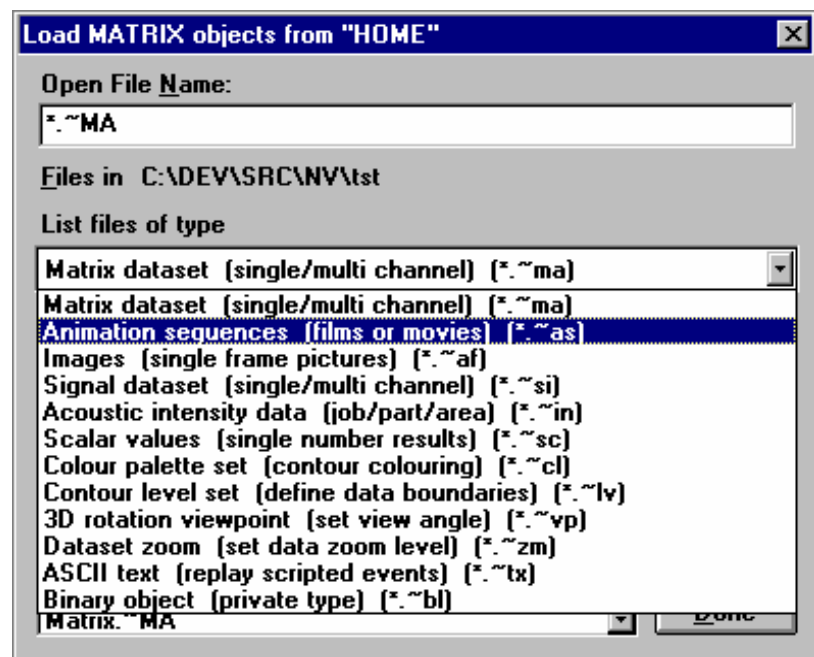 Load MATRIX objects from "HOME"
Open File Name:
*.~MA
Files in C:\DEV\SRC\NV\tst
List files of type
Matrix dataset (single/multi channel) (*.~ma)
Matrix dataset (single/multi channel) (*.~ma)
Animation sequences (films or movies) (*.~as)
Images (single frame pictures) (*.~af)
Signal dataset (single/multi channel) (*.~si)
Acoustic intensity data (job/part/area) (*.~in)
Scalar values (single number results) (*.~sc)
Colour palette set (contour colouring) (*.~cl)
Contour level set (define data boundaries) (*.~lv)
3D rotation viewpoint (set view angle) (*.~vp)
Dataset zoom (set data zoom level) (*.~zm)
ASCII text (replay scripted events) (*.~tx)
Binary object (private type) (*.~bl)
Matrix.~MA Done